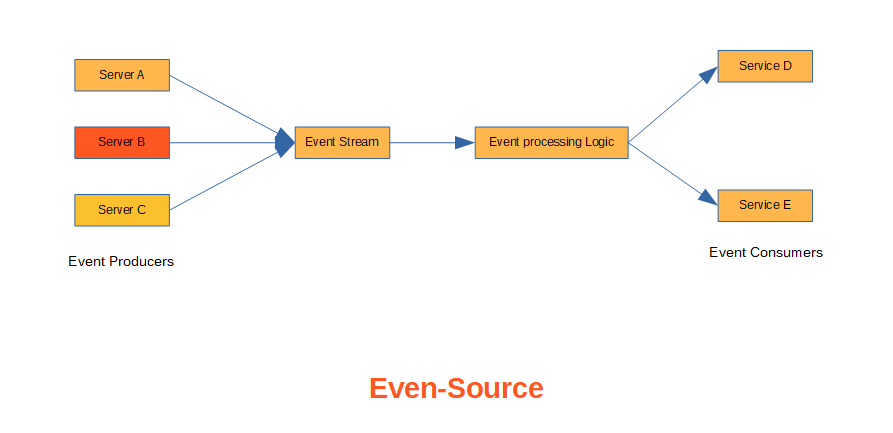 Server A
Server B
Server C
Event Producers
Event Stream
Event processing Logic
Service D
Service E
Event Consumers
Even-Source